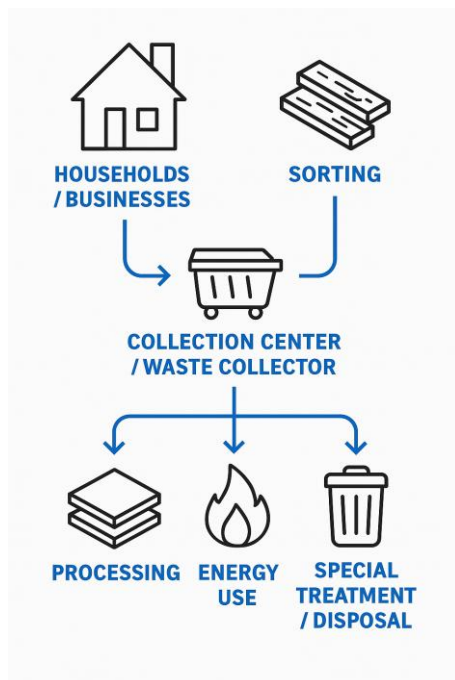 HOUSEHOLDS
/ BUSINESSES
SORTING
COLLECTION CENTER
/ WASTE COLLECTOR
PROCESSING
ENERGY
USE
SPECIAL
TREATMENT
/ DISPOSAL